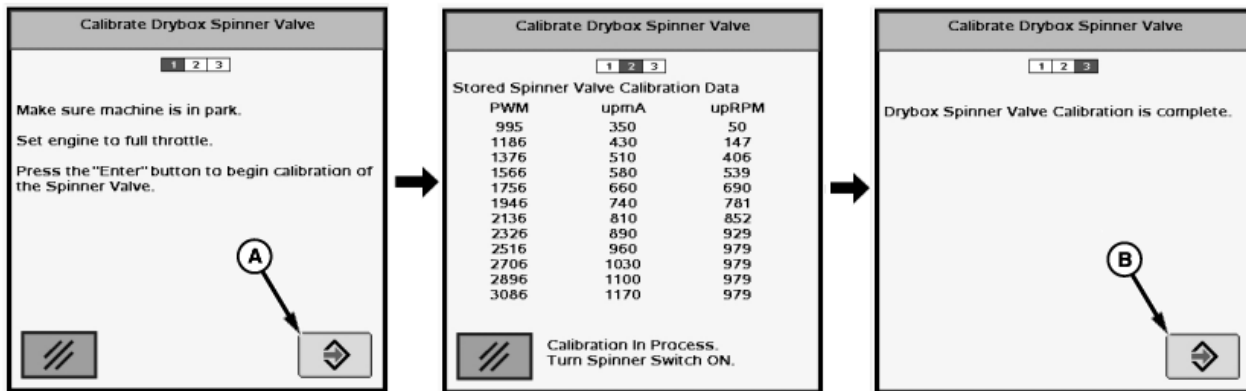 Calibrate Drybox Spinner Valve
1 2 3
Make sure machine is in park.
Set engine to full throttle.
Press the "Enter" button to begin calibration of
the Spinner Valve.
A
Calibrate Drybox Spinner Valve
1 2 3
Stored Spinner Valve Calibration Data
PWM upmA upRPM
995 350 50
1186 430 147
1376 510 406
1566 580 539
1756 660 690
1946 740 781
2136 810 852
2326 890 929
2516 960 979
2706 1030 979
2896 1100 979
3086 1170 979
Calibration In Process.
Turn Spinner Switch ON.
Calibrate Drybox Spinner Valve
1 2 3
Drybox Spinner Valve Calibration is complete.
B